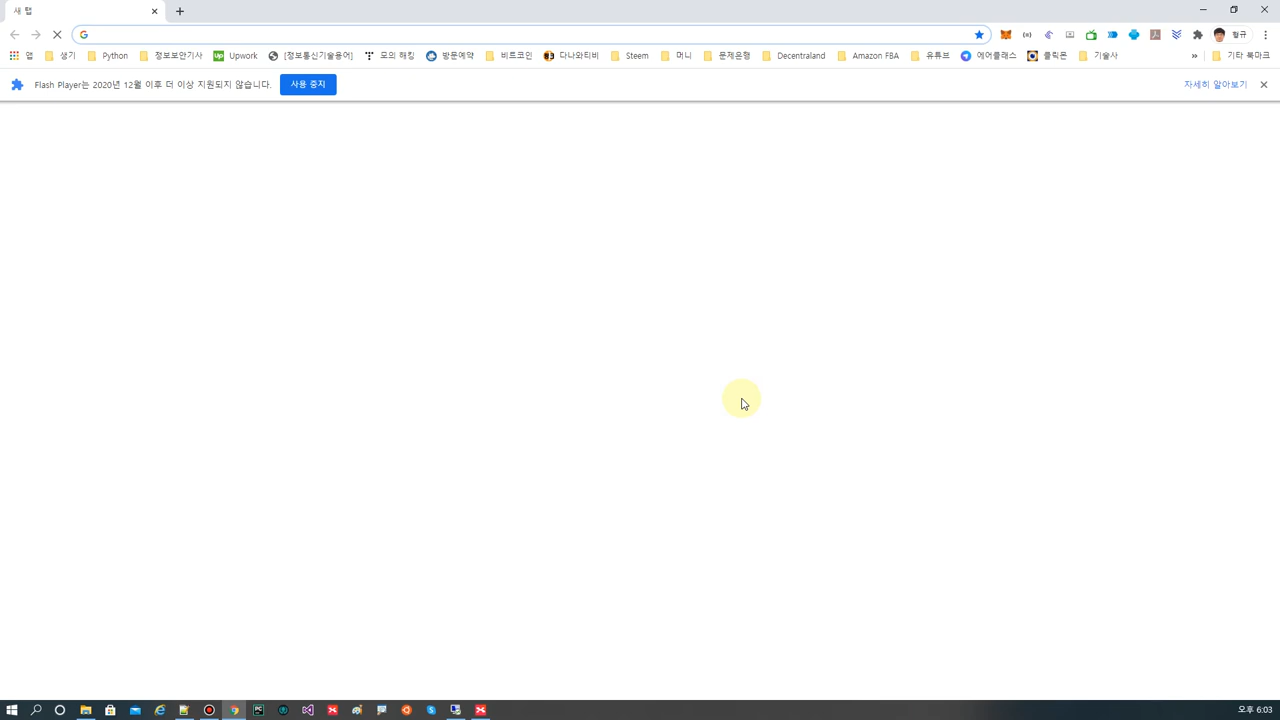 새 탭
앱 생기 Python 정보보안기사 Upwork [정보통신기술용어] 모의 해킹 방문예약 비트코인 다나와티비 Steem 머니 문제은행 Decentraland Amazon FBA 유튜브 에어클래스 클릭몬 기술사 » 기타 북마크
Flash Player는 2020년 12월 이후 더 이상 지원되지 않습니다. 사용 중지 자세히 알아보기
오후 6:03